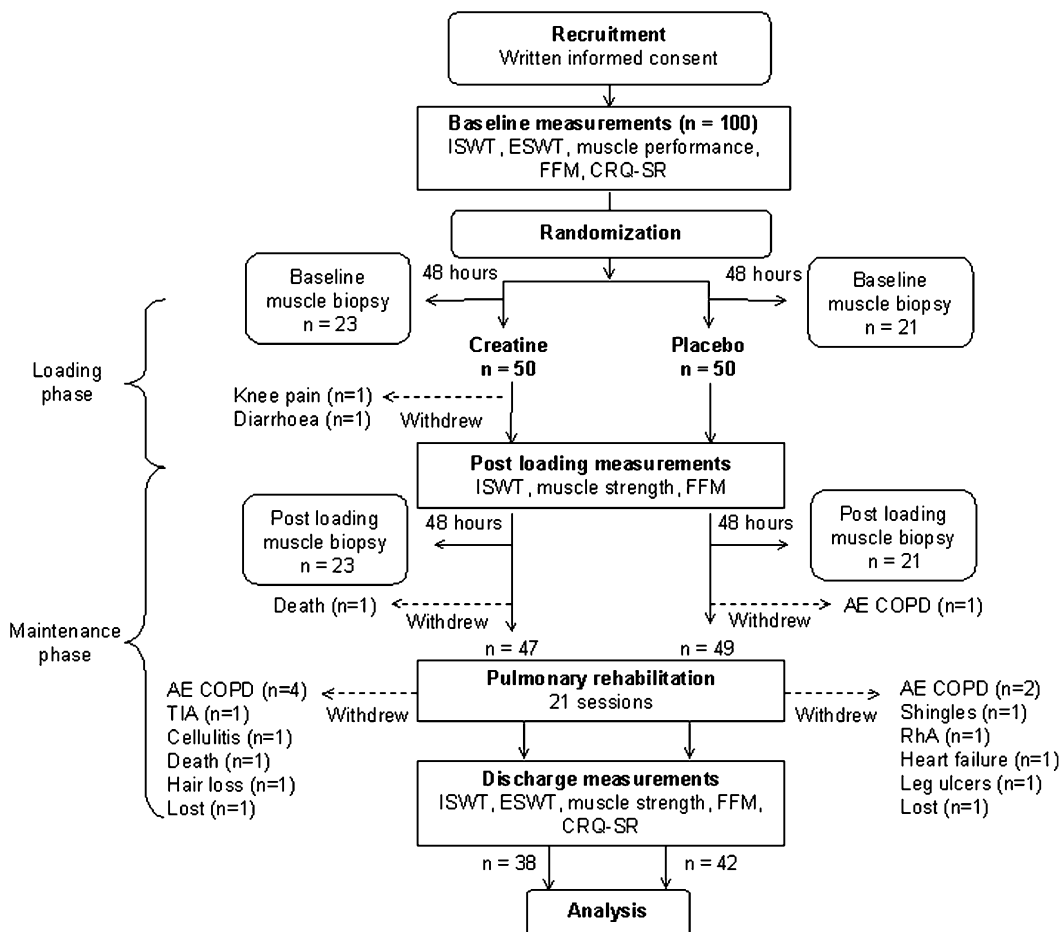 Recruitment
Written informed consent
Baseline measurements (n = 100)
ISWT, ESWT, muscle performance,
FFM, CRQ-SR
Randomization
48 hours
48 hours
Baseline
muscle biopsy
n = 23
Baseline
muscle biopsy
n = 21
Creatine
n = 50
Placebo
n = 50
Loading
phase
Knee pain (n=1)
Diarrhoea (n=1)
Withdrew
Post loading measurements
ISWT, muscle strength, FFM
48 hours
48 hours
Post loading
muscle biopsy
n = 23
Post loading
muscle biopsy
n = 21
Death (n=1)
Withdrew
Withdrew
AE COPD (n=1)
Maintenance
phase
n = 47
n = 49
Pulmonary rehabilitation
21 sessions
AE COPD (n=4)
TIA (n=1)
Cellulitis (n=1)
Death (n=1)
Hair loss (n=1)
Lost (n=1)
Withdrew
Withdrew
AE COPD (n=2)
Shingles (n=1)
RhA (n=1)
Heart failure (n=1)
Leg ulcers (n=1)
Lost (n=1)
Discharge measurements
ISWT, ESWT, muscle strength, FFM,
CRQ-SR
n = 38
n = 42
Analysis